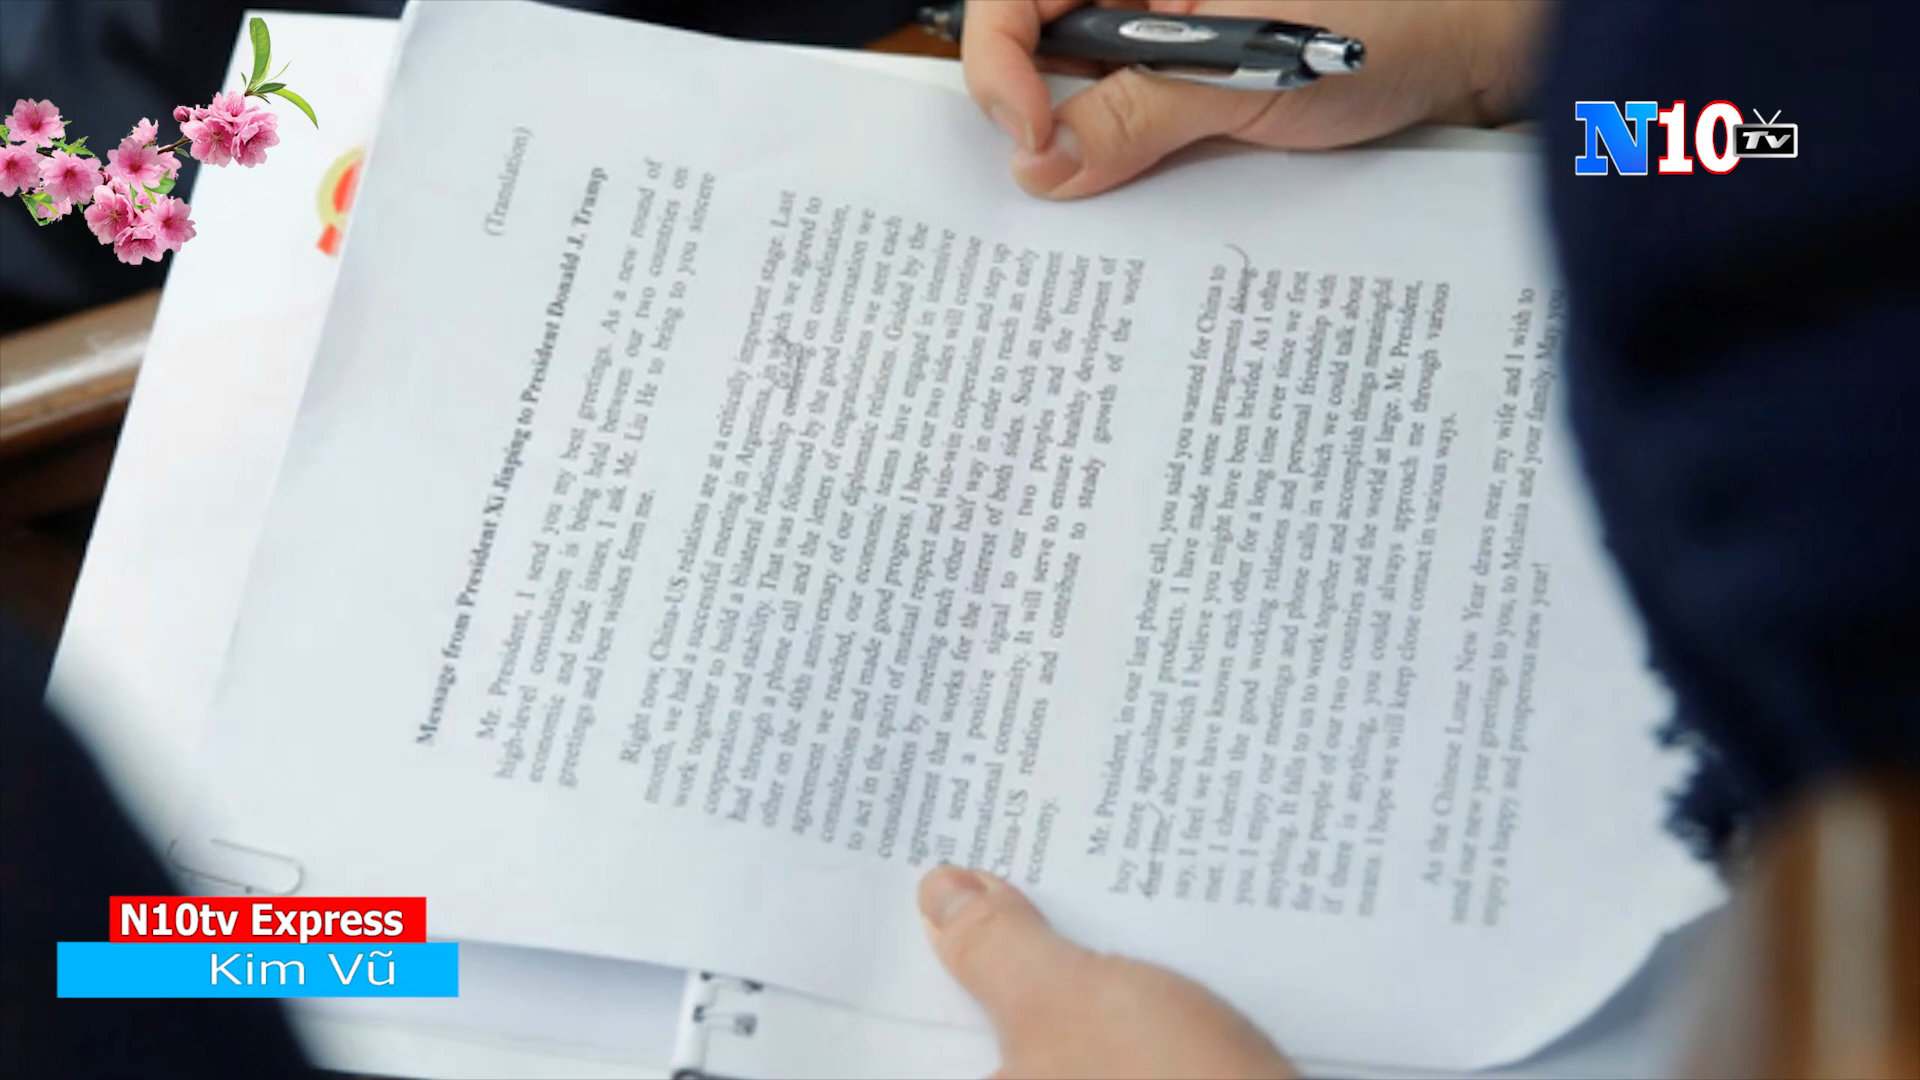 (Translation)
Message from President Xi Jinping to President Donald J. Trump
Mr. President, I send you my best greetings. As a new round of
high-level consultation is being held between our two countries on
economic and trade issues, I ask Mr. Liu He to bring to you sincere
greetings and best wishes from me.
Right now, China-US relations are at a critically important stage. Last
month, we had a successful meeting in Argentina, in which we agreed to
work together to build a bilateral relationship on coordination,
cooperation and stability. That was followed by the good conversation we
had through a phone call and the letters of congratulations we sent each
other on the 40th anniversary of our diplomatic relations. Guided by the
agreement we reached, our economic teams have engaged in intensive
consultations and made good progress. I hope our two sides will continue
to act in the spirit of mutual respect and win-win cooperation and step up
consultations by meeting each other half way in order to reach an early
agreement that works for the interest of both sides. Such an agreement
will send a positive signal to our two peoples and the broader
international community. It will serve to ensure healthy development of
China-US relations and contribute to steady growth of the world
economy.
Mr. President, in our last phone call, you said you wanted for China to
buy more agricultural products. I have made some arrangements along
that line, about which I believe you might have been briefed. As I often
say, I feel we have known each other for a long time ever since we first
met. I cherish the good working relations and personal friendship with
you. I enjoy our meetings and phone calls in which we could talk about
anything. It falls to us to work together and accomplish things meaningful
for the people of our two countries and the world at large. Mr. President,
if there is anything, you could always approach me through various
means. I hope we will keep close contact in various ways.
As the Chinese Lunar New Year draws near, my wife and I wish to
send our new year greetings to you, to Melania and your family. May you
enjoy a happy and prosperous new year!
N10 TV
N10tv Express
Kim Vũ